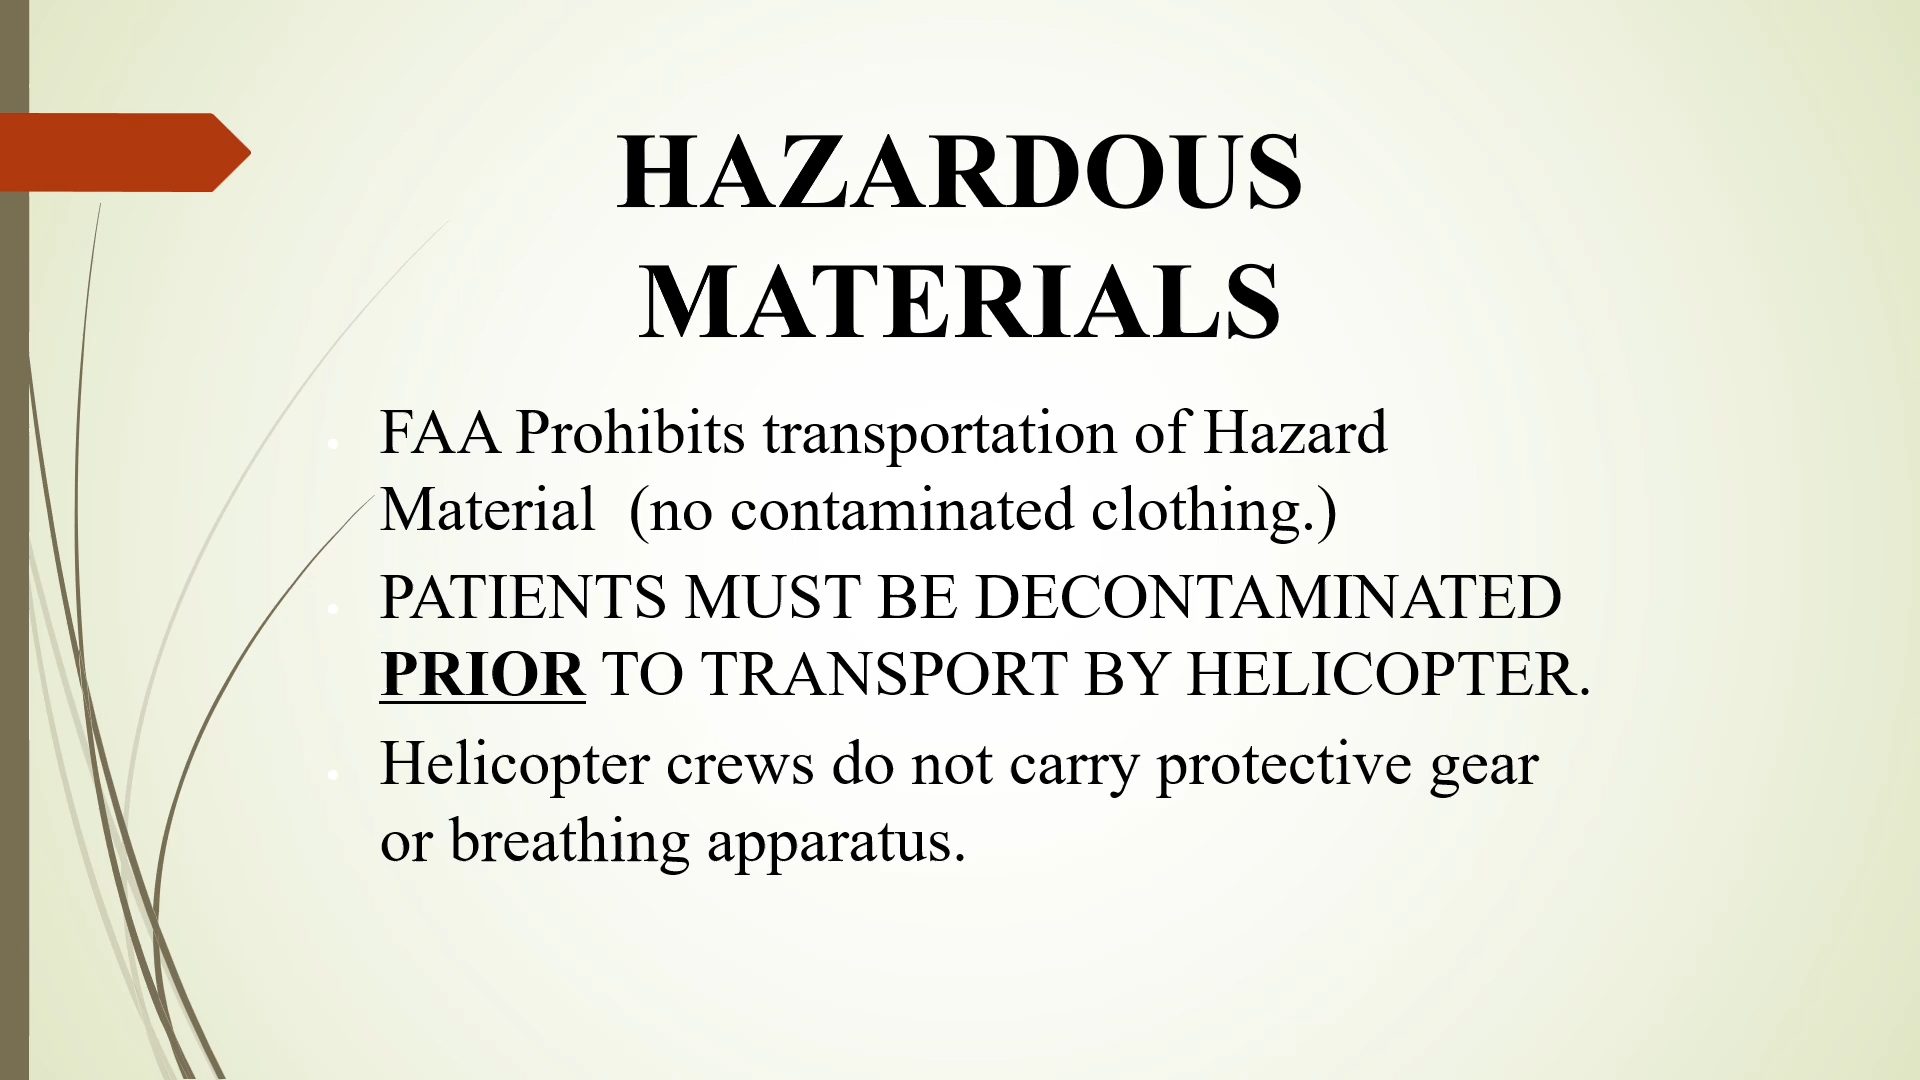 HAZARDOUS
MATERIALS
FAA Prohibits transportation of Hazard
Material  (no contaminated clothing.)
PATIENTS MUST BE DECONTAMINATED
PRIOR TO TRANSPORT BY HELICOPTER.
Helicopter crews do not carry protective gear
or breathing apparatus.